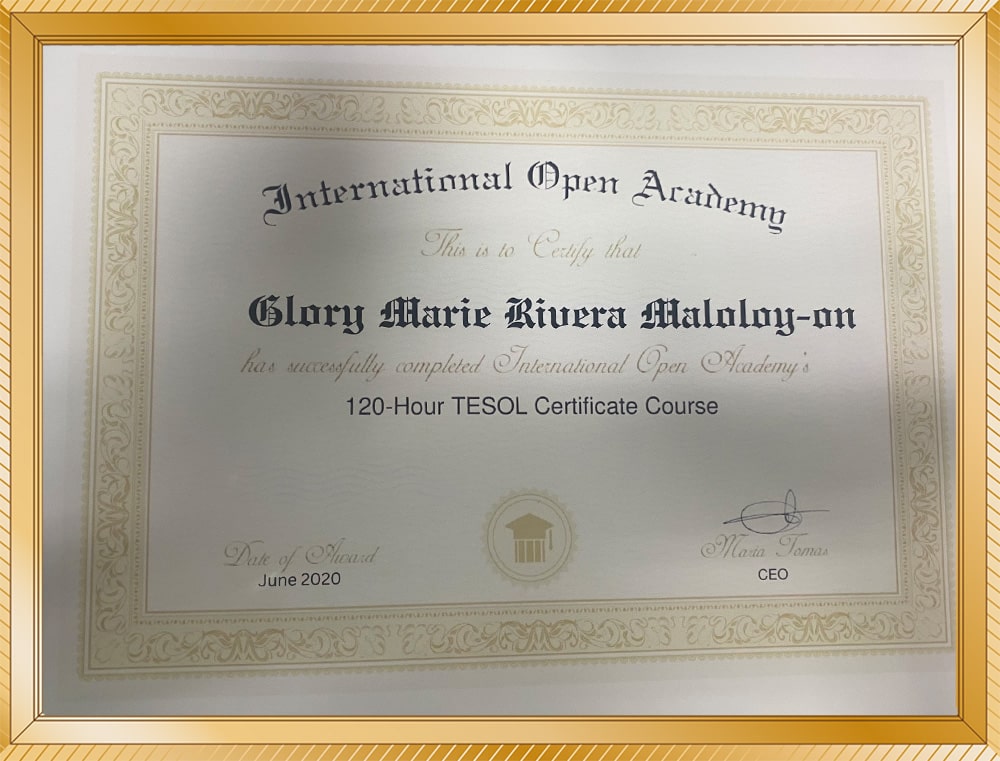 International Open Academy
This is to Certify that
Glory Marie Rivera Maloloy-on
has successfully completed International Open Academy's
120-Hour TESOL Certificate Course
Date of Award
June 2020
Maria Tomas
CEO